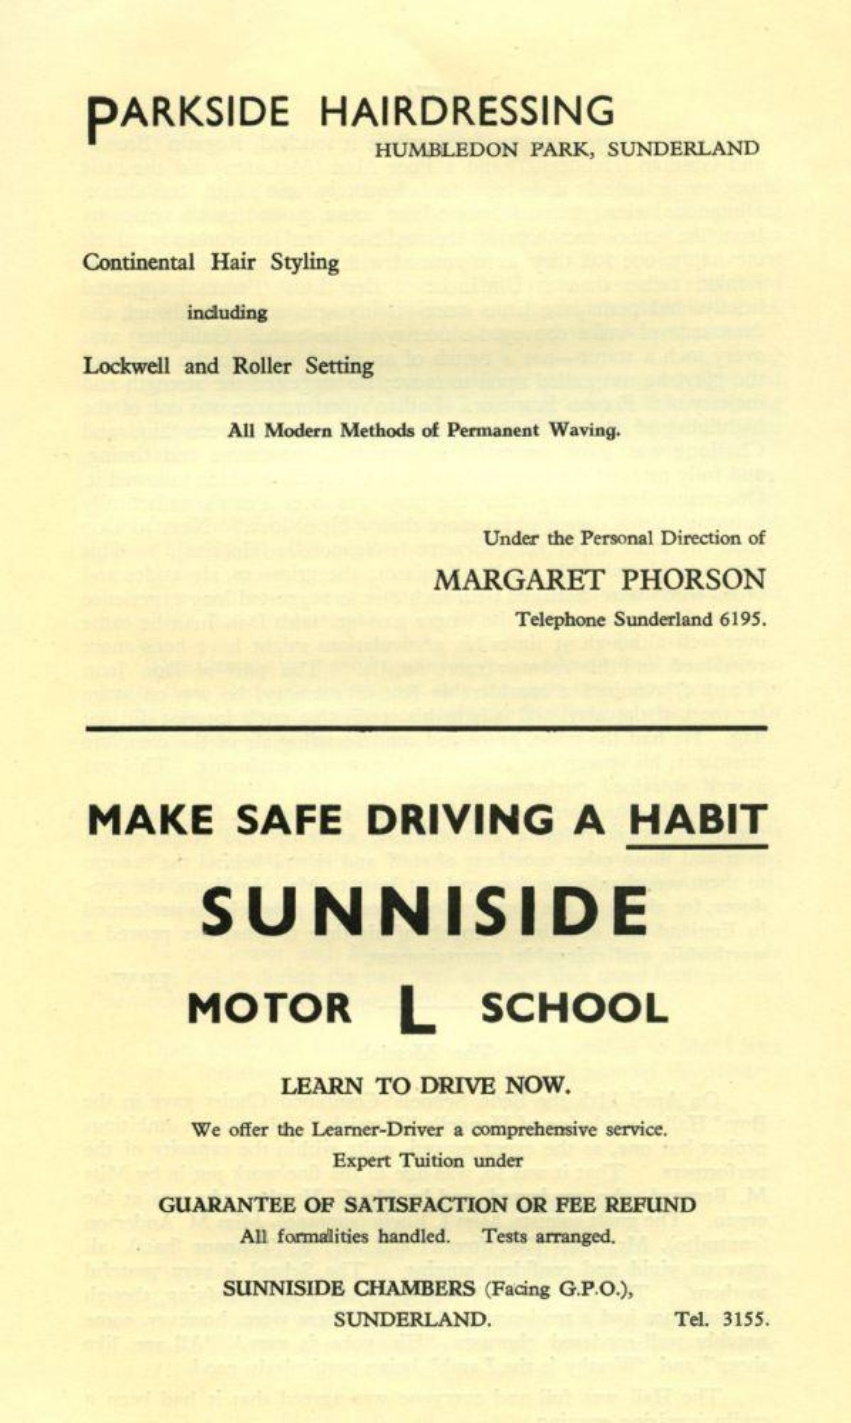 PARKSIDE HAIRDRESSING
HUMBLEDON PARK, SUNDERLAND
Continental Hair Styling
including
Lockwell and Roller Setting
All Modern Methods of Permanent Waving.
Under the Personal Direction of
MARGARET PHORSON
Telephone Sunderland 6195.
MAKE SAFE DRIVING A HABIT
SUNNISIDE
MOTOR L SCHOOL
LEARN TO DRIVE NOW.
We offer the Learner-Driver a comprehensive service.
Expert Tuition under
GUARANTEE OF SATISFACTION OR FEE REFUND
All formalities handled. Tests arranged.
SUNNISIDE CHAMBERS (Facing G.P.O.),
SUNDERLAND. Tel. 3155.